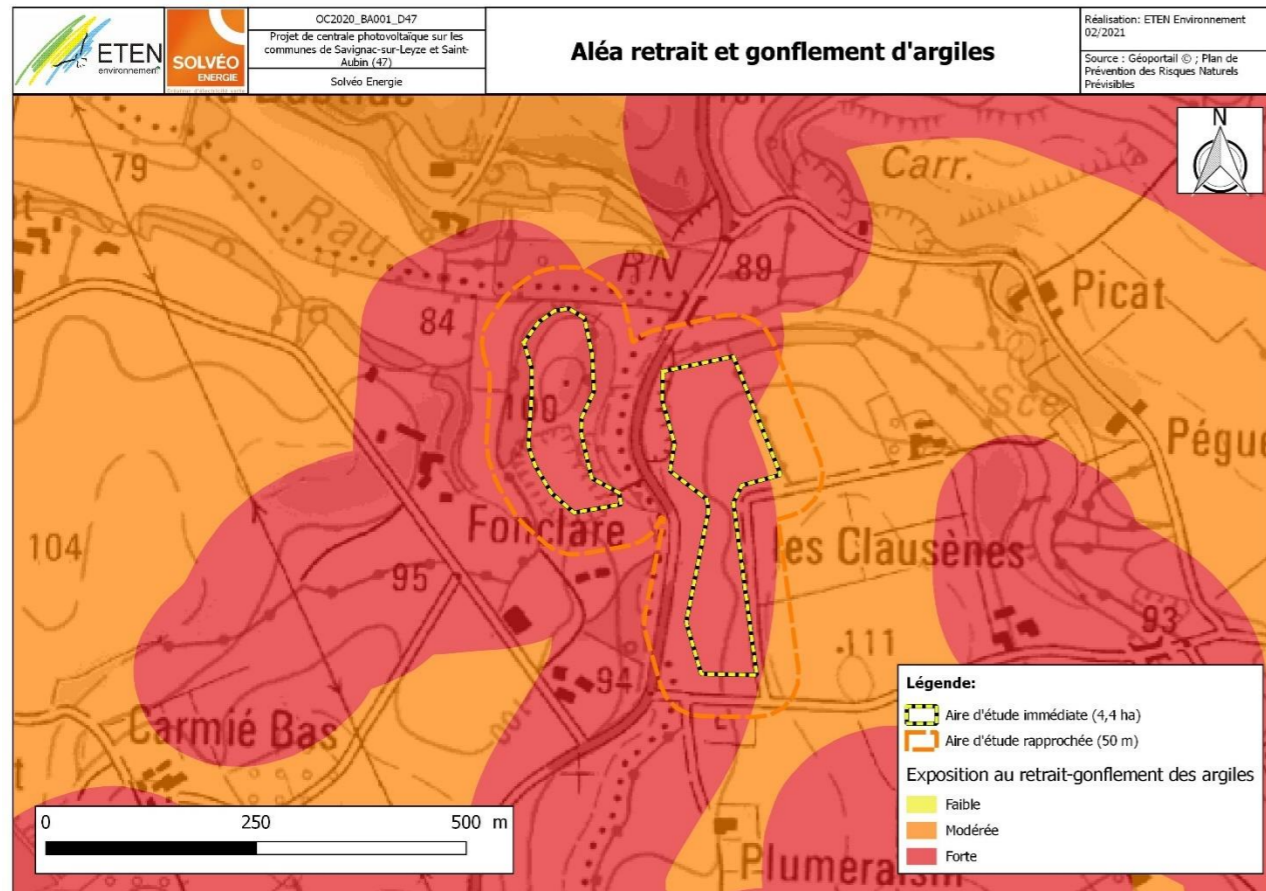 ETEN
environnement
SOLVÉO
ENERGIE
OC2020_BA001_D47
Projet de centrale photovoltaïque sur les
communes de Savignac-sur-Leyze et Saint-
Aubin (47)
Solvéo Energie
Aléa retrait et gonflement d'argiles
Réalisation: ETEN Environnement
02/2021
Source : Géoportail © ; Plan de
Prévention des Risques Naturels
Prévisibles
N
79
Carr.
Rau
RN
89
Picat
84
100
Sce
Fonclare
les Clausènes
104
95
93
111
94
Carmié Bas
0 250 500 m
Légende:
Aire d'étude immédiate (4,4 ha)
Aire d'étude rapprochée (50 m)
Exposition au retrait-gonflement des argiles
Faible
Modérée
Forte